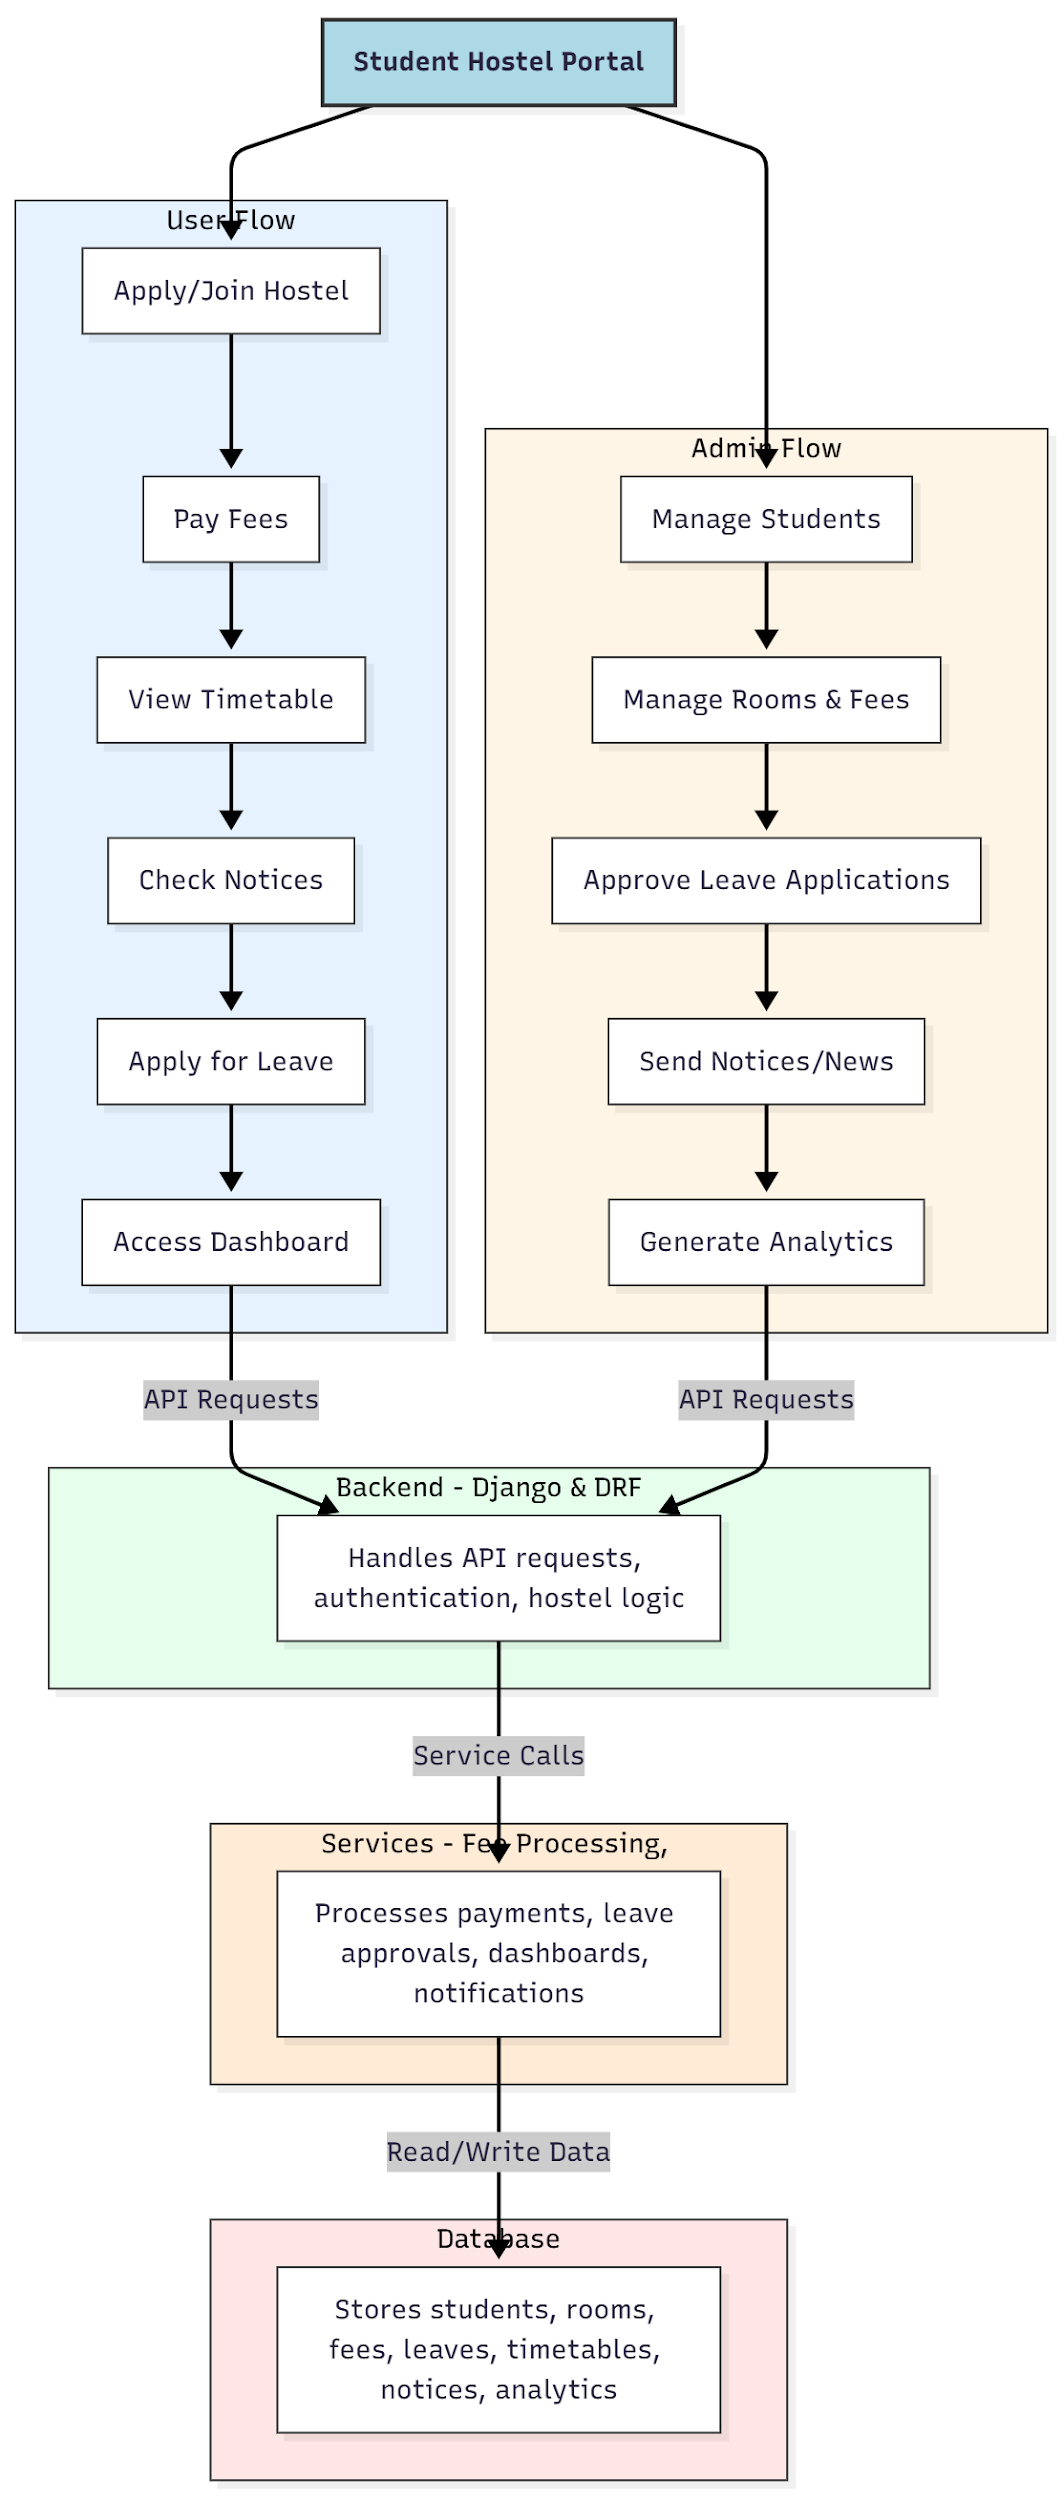 Student Hostel Portal
User Flow
Apply/Join Hostel
Pay Fees
View Timetable
Check Notices
Apply for Leave
Access Dashboard
Admin Flow
Manage Students
Manage Rooms & Fees
Approve Leave Applications
Send Notices/News
Generate Analytics
API Requests
API Requests
Backend - Django & DRF
Handles API requests,
authentication, hostel logic
Service Calls
Services - Fee Processing,
Processes payments, leave
approvals, dashboards,
notifications
Read/Write Data
Database
Stores students, rooms,
fees, leaves, timetables,
notices, analytics